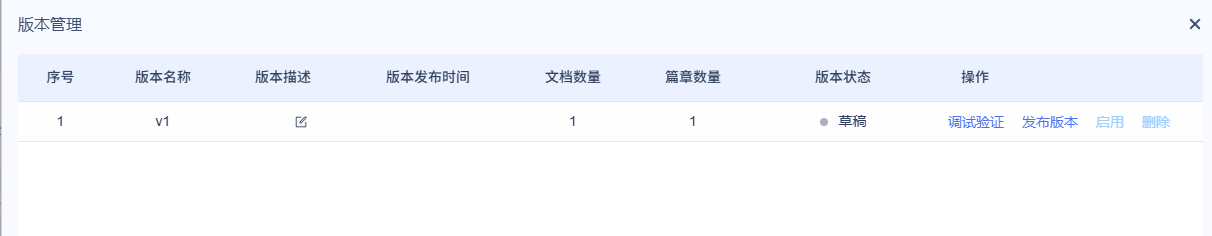 版本管理
序号 版本名称 版本描述 版本发布时间 文档数量 篇章数量 版本状态 操作
1 v1 1 1 草稿 调试验证 发布版本 启用 删除